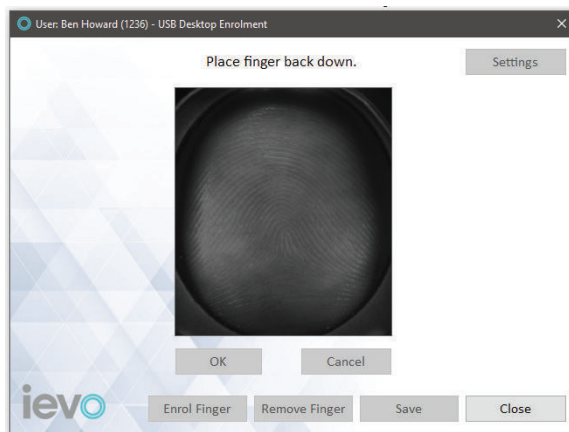 User: Ben Howard (1236) - USB Desktop Enrolment
Place finger back down.
Settings
OK
Cancel
ievo
Enrol Finger
Remove Finger
Save
Close